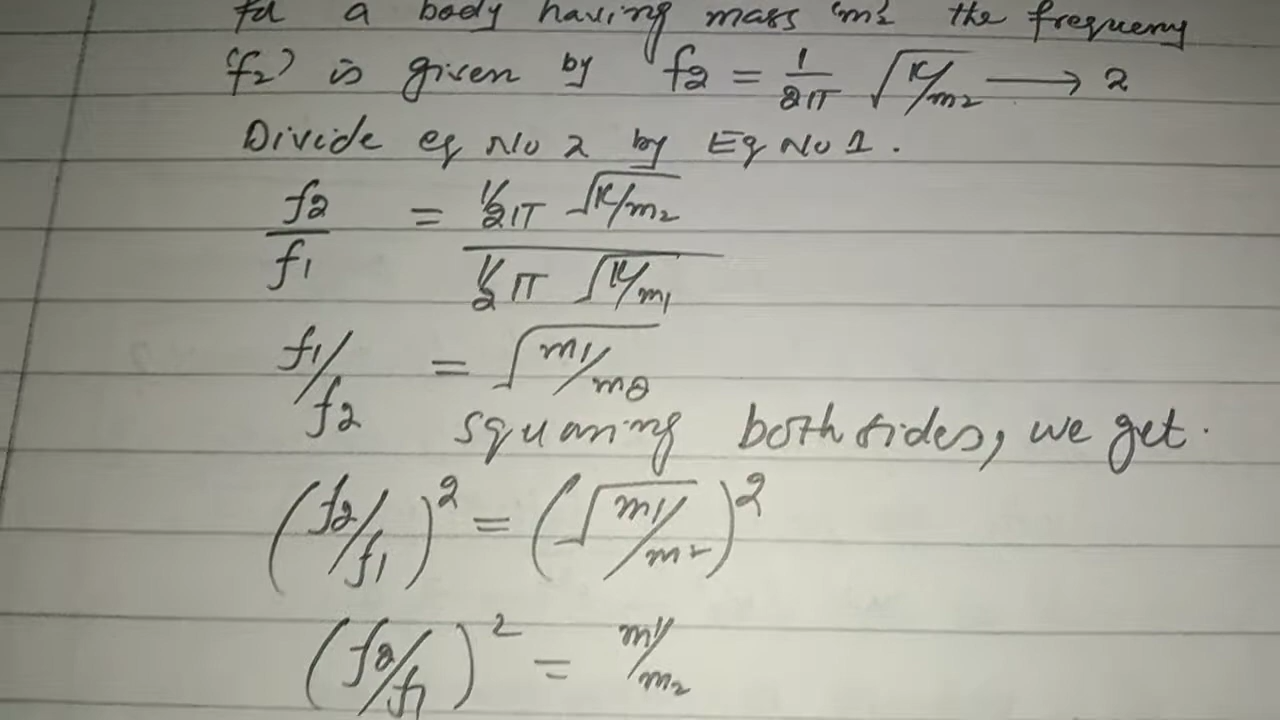 for a body having mass 'm2' the frequency
'f2' is given by f2 = 1/2π √K/m2 ⟶ 2
Divide eq No 2 by Eq No 1.
f2/f1 = 1/2π √K/m2 / 1/2π √K/m1
f1/f2 = √m1/m2
squaring both sides, we get.
(f2/f1)² = (√m1/m2)²
(f2/f1)² = m1/m2